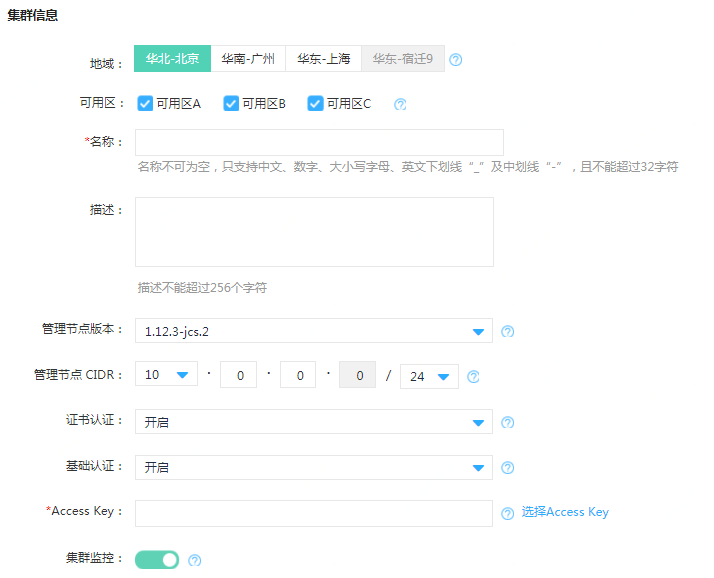 集群信息
地域： 华北-北京 华南-广州 华东-上海 华东-宿迁9
可用区： 可用区A 可用区B 可用区C
*名称：
名称不可为空，只支持中文、数字、大小写字母、英文下划线“_”及中划线“-”，且不能超过32字符
描述：
描述不能超过256个字符
管理节点版本： 1.12.3-jcs.2
管理节点 CIDR： 10 · 0 · 0 · 0 / 24
证书认证： 开启
基础认证： 开启
*Access Key： 选择Access Key
集群监控：